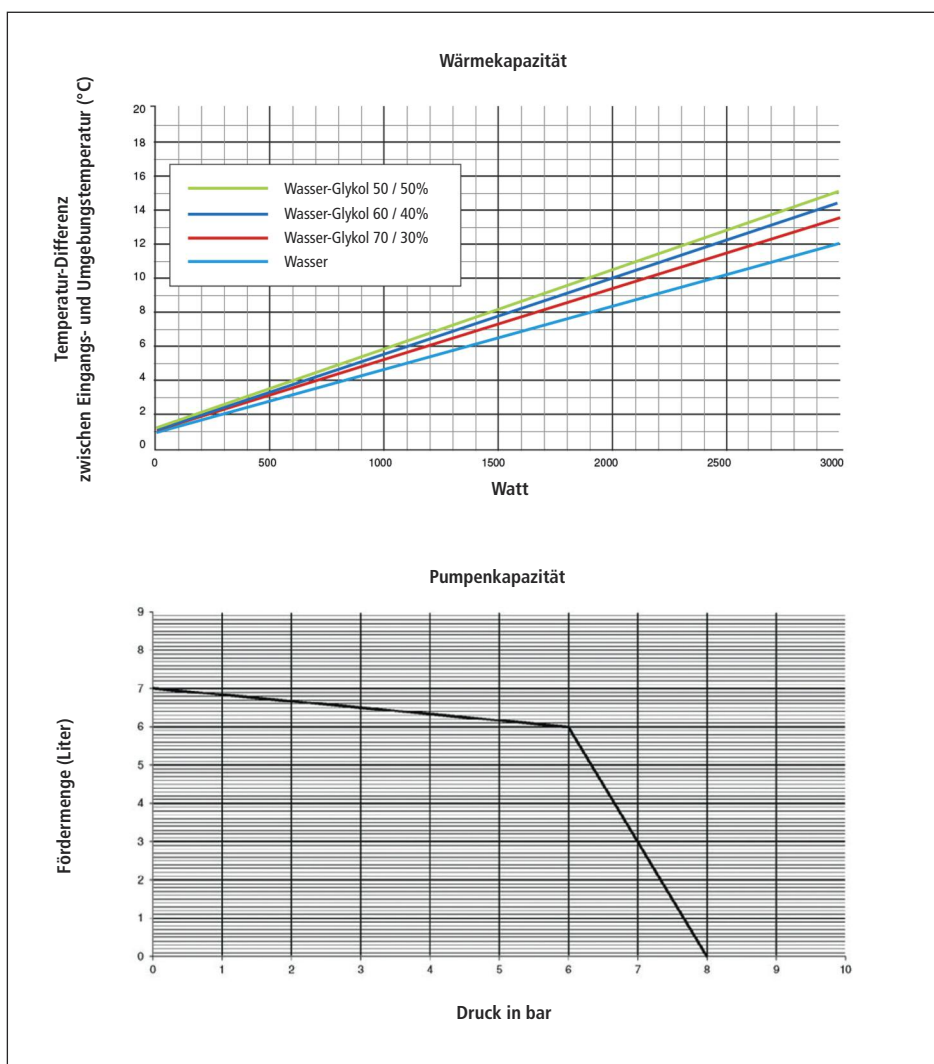 Wärmekapazität
Temperatur-Differenz
zwischen Eingangs- und Umgebungstemperatur (°C)
20
18
16
14
12
10
8
6
4
2
0
Wasser-Glykol 50 / 50%
Wasser-Glykol 60 / 40%
Wasser-Glykol 70 / 30%
Wasser
0 500 1000 1500 2000 2500 3000
Watt
Pumpenkapazität
Fördermenge (Liter)
9
8
7
6
5
4
3
2
1
0
0 1 2 3 4 5 6 7 8 9 10
Druck in bar